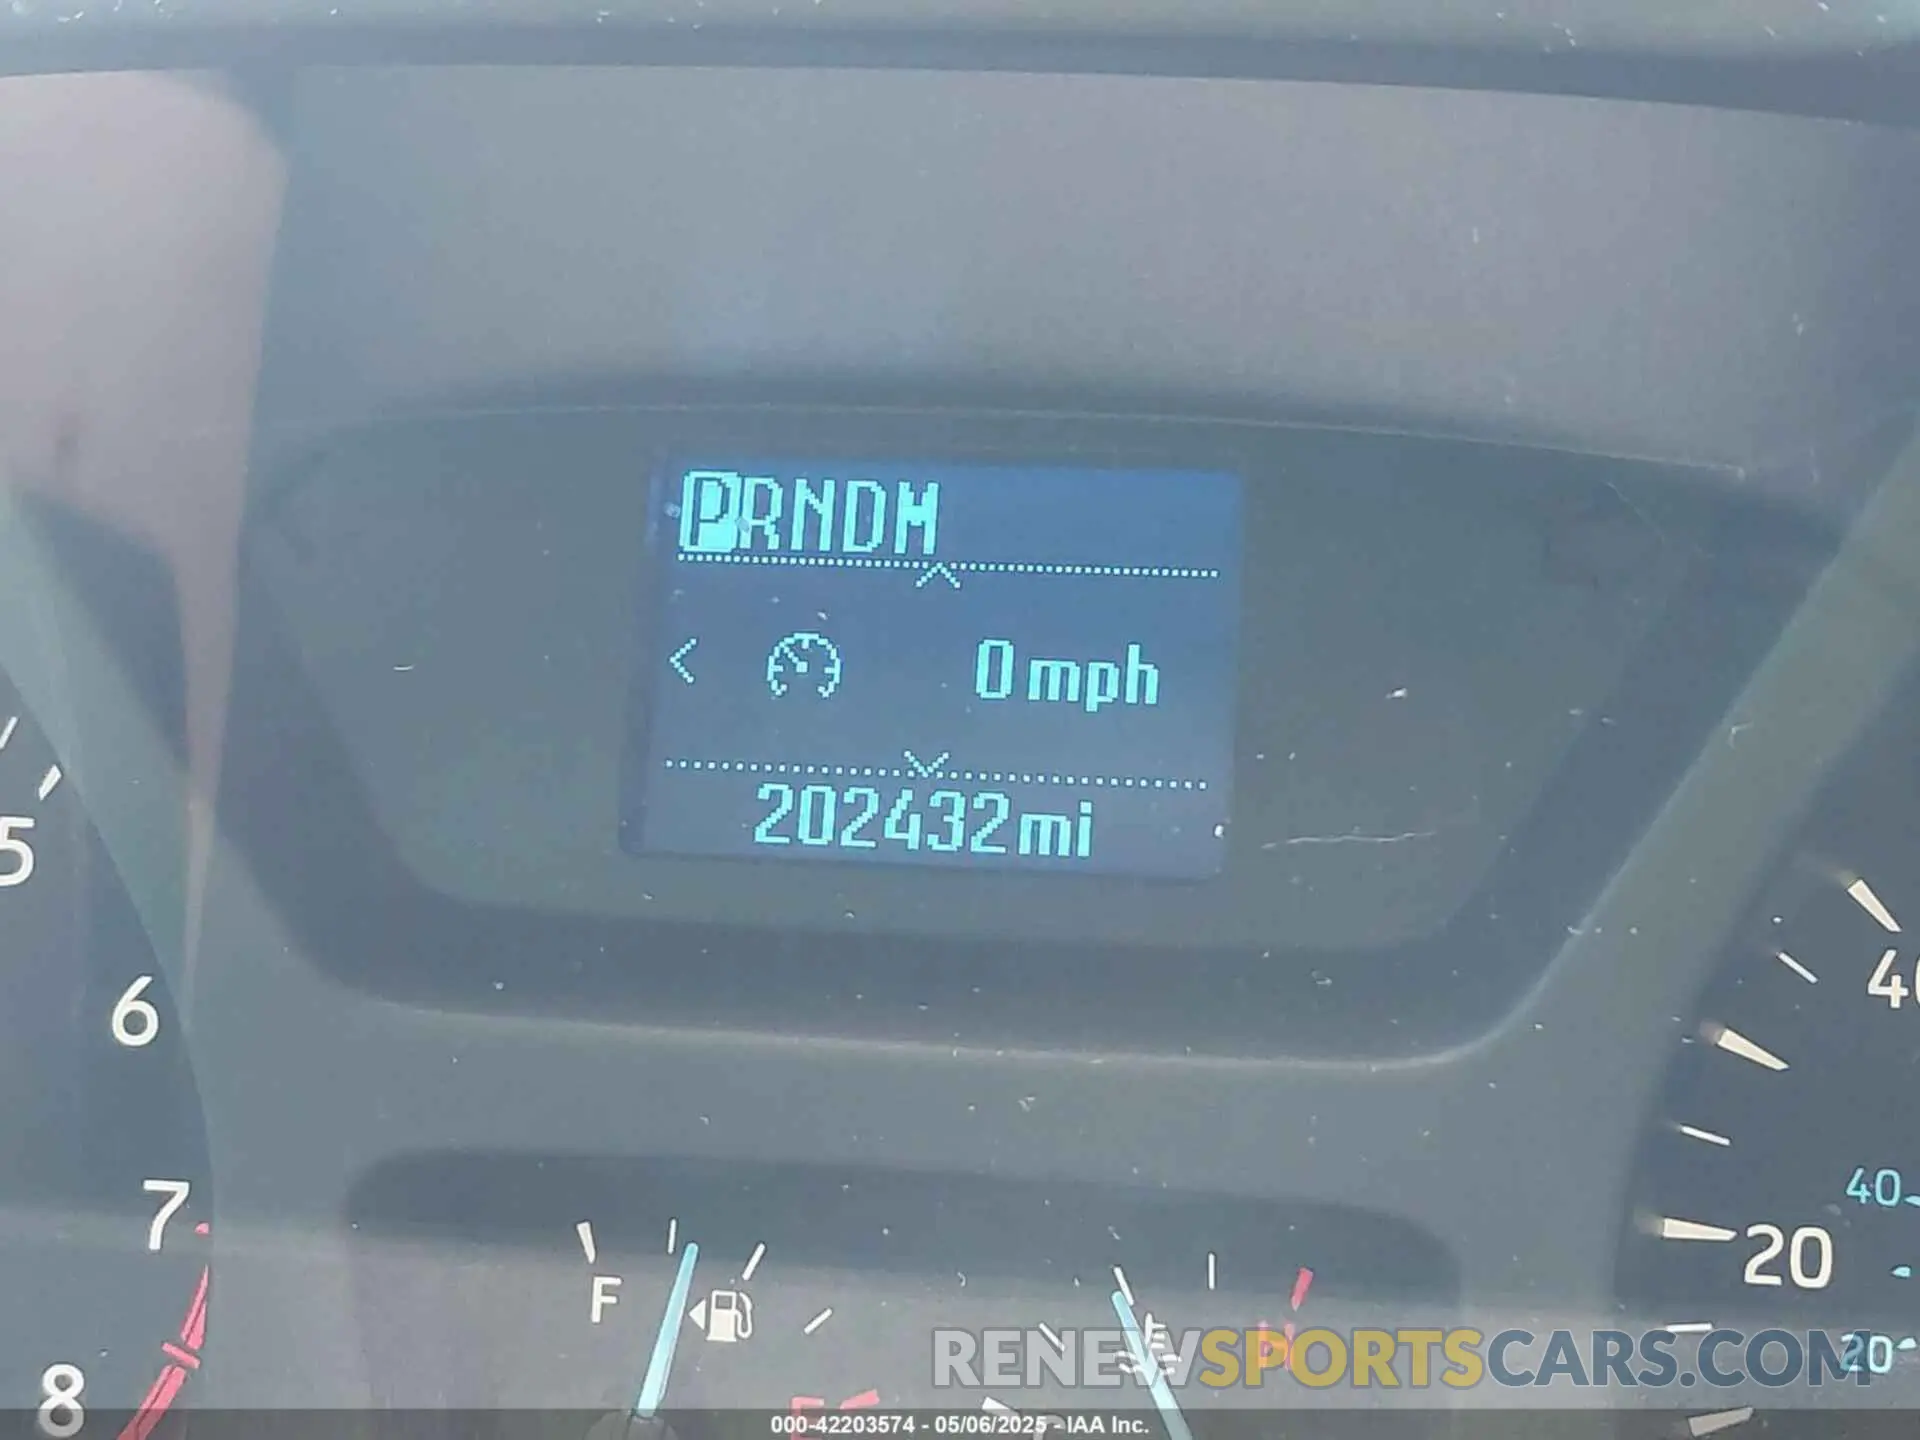 PRNDM
0 mph
202432 mi
5
6
7
8
F
E
H
40
20
40
20
RENEWSPORTSCARS.COM
000-42203574 - 05/06/2025 - IAA Inc.